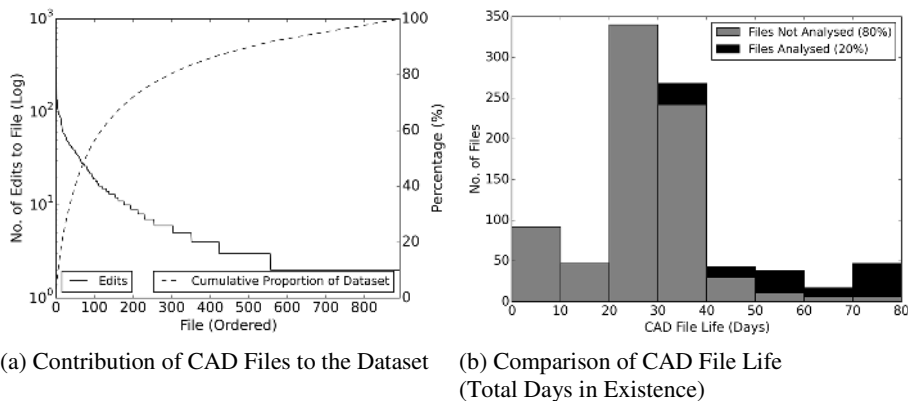 10³
10²
10¹
10⁰
No. of Edits to File (Log)
100
80
60
40
20
0
Percentage (%)
Edits
Cumulative Proportion of Dataset
0 100 200 300 400 500 600 700 800
File (Ordered)
(a) Contribution of CAD Files to the Dataset
350
300
250
200
150
100
50
0
No. of Files
Files Not Analysed (80%)
Files Analysed (20%)
0 10 20 30 40 50 60 70 80
CAD File Life (Days)
(b) Comparison of CAD File Life
(Total Days in Existence)